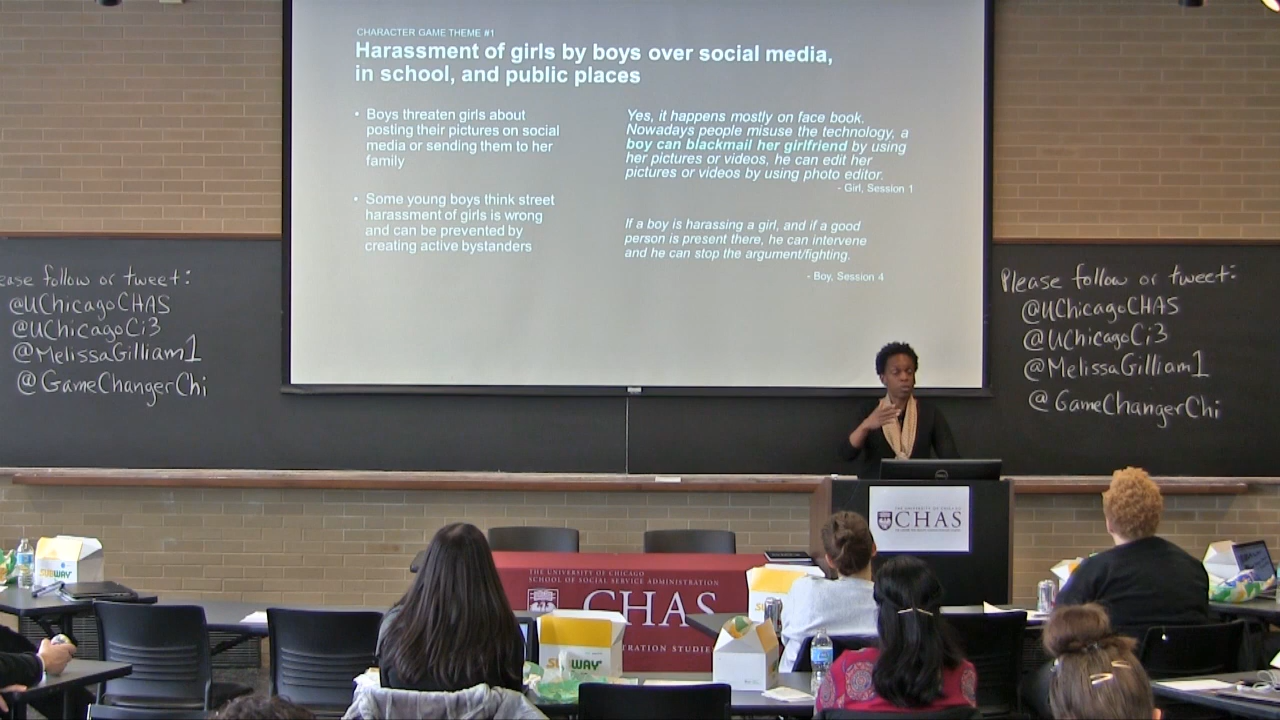 CHARACTER GAME THEME #1
Harassment of girls by boys over social media,
in school, and public places
• Boys threaten girls about
posting their pictures on social
media or sending them to her
family
• Some young boys think street
harassment of girls is wrong
and can be prevented by
creating active bystanders
Yes, it happens mostly on face book.
Nowadays people misuse the technology, a
boy can blackmail her girlfriend by using
her pictures or videos, he can edit her
pictures or videos by using photo editor.
- Girl, Session 1
If a boy is harassing a girl, and if a good
person is present there, he can intervene
and he can stop the argument/fighting.
- Boy, Session 4
ease follow or tweet:
@UChicagoCHAS
@UChicagoCi3
@MelissaGilliam1
@GameChangerChi
Please follow or tweet:
@UChicagoCHAS
@UChicagoCi3
@MelissaGilliam1
@GameChangerChi
THE UNIVERSITY OF CHICAGO
CHAS
THE UNIVERSITY OF CHICAGO
SCHOOL OF SOCIAL SERVICE ADMINISTRATION
CHAS
STRATION STUDIES
SUBWAY
SUBWAY